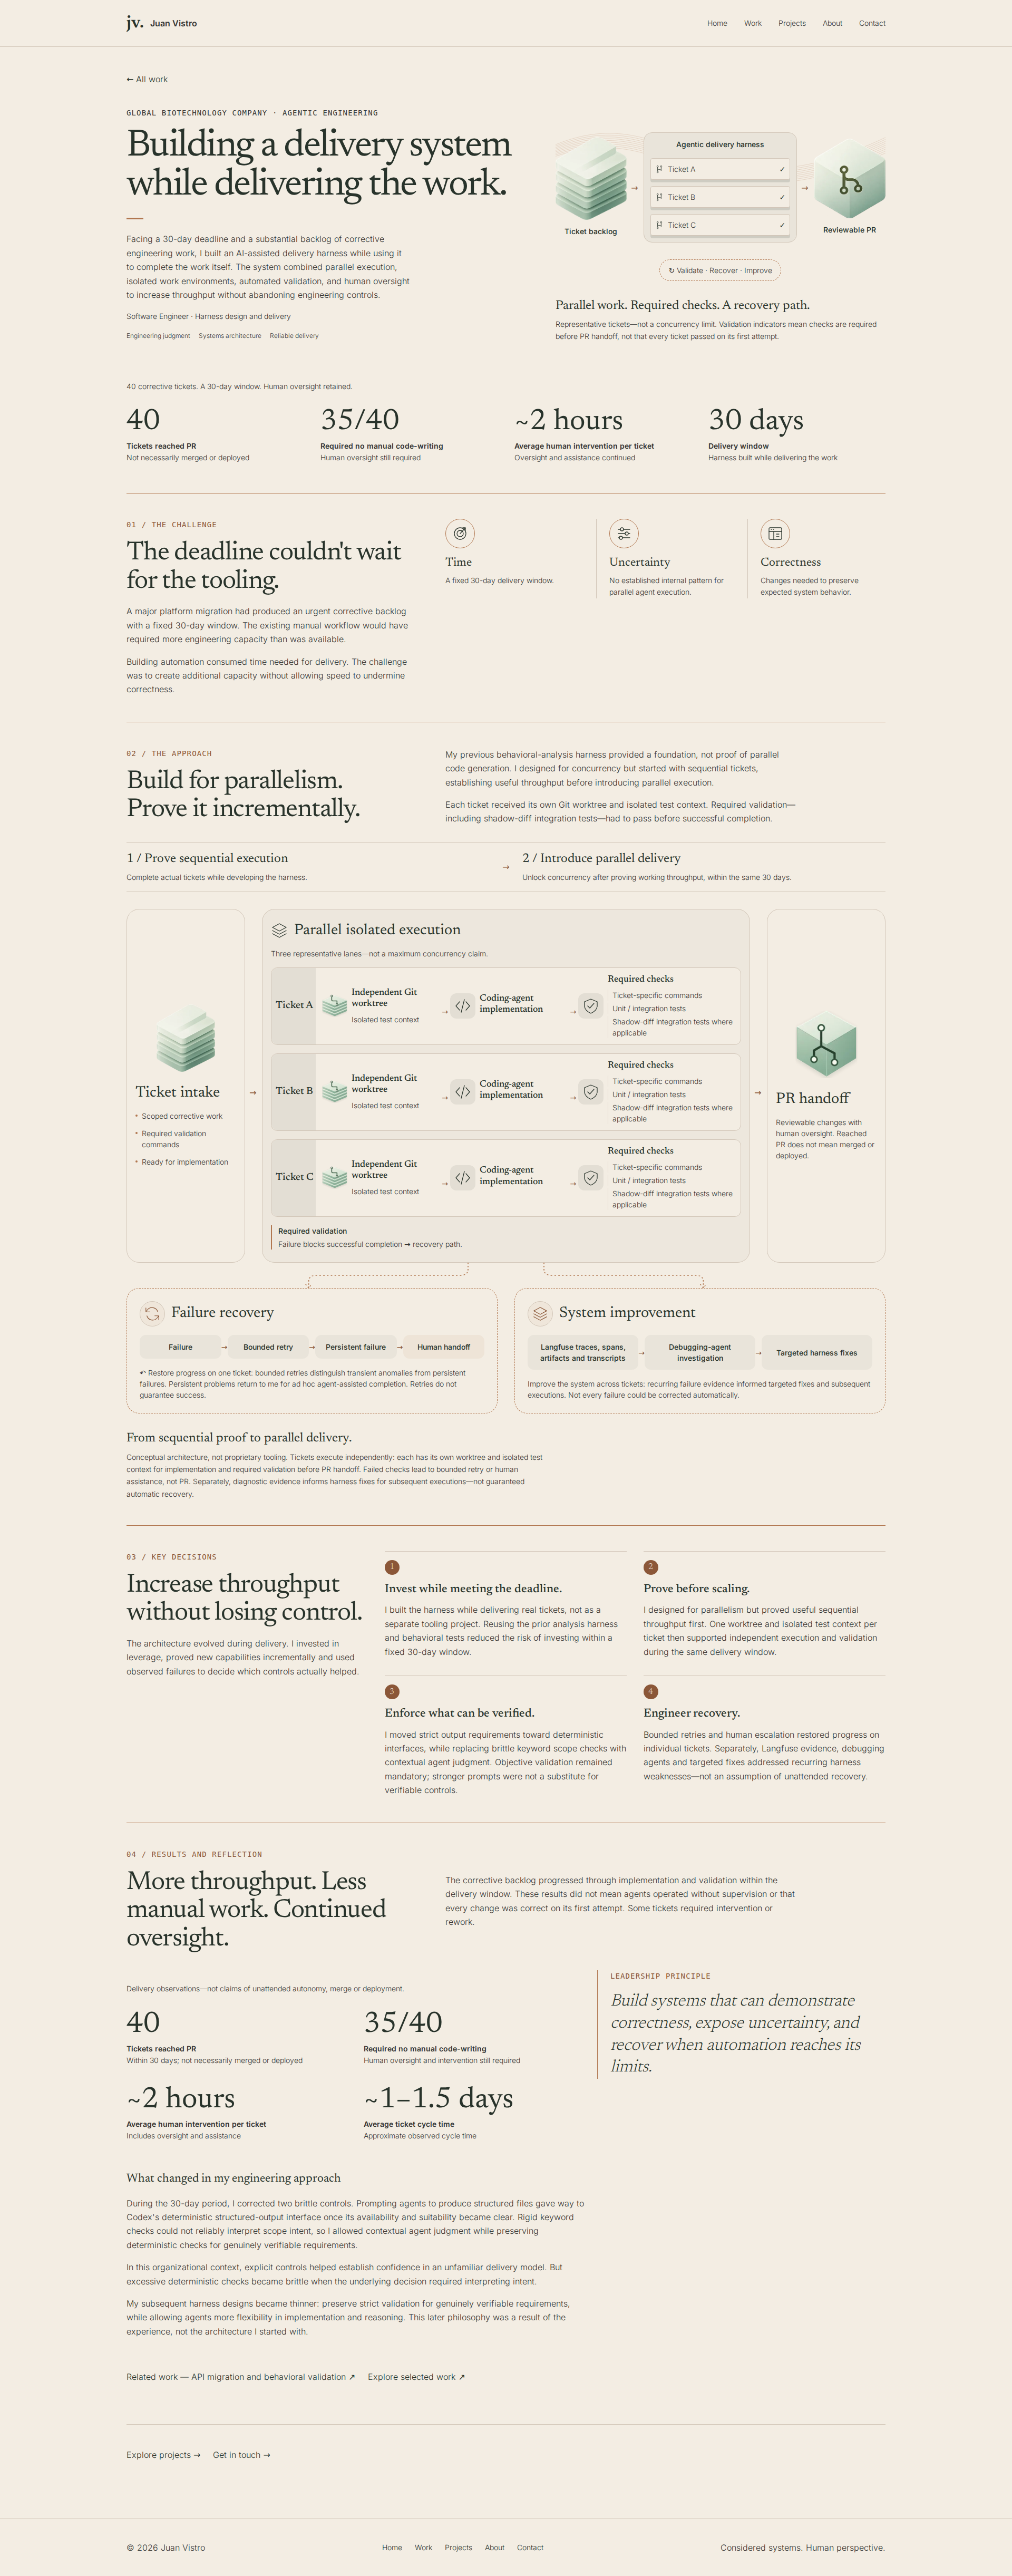 jv. Juan Vistro
Home Work Projects About Contact
← All work
GLOBAL BIOTECHNOLOGY COMPANY · AGENTIC ENGINEERING
Building a delivery system
while delivering the work.
Facing a 30-day deadline and a substantial backlog of corrective
engineering work, I built an AI-assisted delivery harness while using it
to complete the work itself. The system combined parallel execution,
isolated work environments, automated validation, and human oversight
to increase throughput without abandoning engineering controls.
Software Engineer · Harness design and delivery
Engineering judgment Systems architecture Reliable delivery
Ticket backlog
→
Agentic delivery harness
Ticket A ✓
Ticket B ✓
Ticket C ✓
→
Reviewable PR
↻ Validate · Recover · Improve
Parallel work. Required checks. A recovery path.
Representative tickets—not a concurrency limit. Validation indicators mean checks are required
before PR handoff, not that every ticket passed on its first attempt.
40 corrective tickets. A 30-day window. Human oversight retained.
40
Tickets reached PR
Not necessarily merged or deployed
35/40
Required no manual code-writing
Human oversight still required
~2 hours
Average human intervention per ticket
Oversight and assistance continued
30 days
Delivery window
Harness built while delivering the work
01 / THE CHALLENGE
The deadline couldn't wait
for the tooling.
A major platform migration had produced an urgent corrective backlog
with a fixed 30-day window. The existing manual workflow would have
required more engineering capacity than was available.
Building automation consumed time needed for delivery. The challenge
was to create additional capacity without allowing speed to undermine
correctness.
Time
A fixed 30-day delivery window.
Uncertainty
No established internal pattern for
parallel agent execution.
Correctness
Changes needed to preserve
expected system behavior.
02 / THE APPROACH
Build for parallelism.
Prove it incrementally.
My previous behavioral-analysis harness provided a foundation, not proof of parallel
code generation. I designed for concurrency but started with sequential tickets,
establishing useful throughput before introducing parallel execution.
Each ticket received its own Git worktree and isolated test context. Required validation—
including shadow-diff integration tests—had to pass before successful completion.
1 / Prove sequential execution
Complete actual tickets while developing the harness.
→
2 / Introduce parallel delivery
Unlock concurrency after proving working throughput, within the same 30 days.
Ticket intake
• Scoped corrective work
• Required validation
commands
• Ready for implementation
→
Parallel isolated execution
Three representative lanes—not a maximum concurrency claim.
Ticket A
Independent Git
worktree
Isolated test context
→
Coding-agent
implementation
→
Required checks
Ticket-specific commands
Unit / integration tests
Shadow-diff integration tests where
applicable
Ticket B
Independent Git
worktree
Isolated test context
→
Coding-agent
implementation
→
Required checks
Ticket-specific commands
Unit / integration tests
Shadow-diff integration tests where
applicable
Ticket C
Independent Git
worktree
Isolated test context
→
Coding-agent
implementation
→
Required checks
Ticket-specific commands
Unit / integration tests
Shadow-diff integration tests where
applicable
Required validation
Failure blocks successful completion → recovery path.
→
PR handoff
Reviewable changes with
human oversight. Reached
PR does not mean merged or
deployed.
Failure recovery
Failure → Bounded retry → Persistent failure → Human handoff
↶ Restore progress on one ticket: bounded retries distinguish transient anomalies from persistent
failures. Persistent problems return to me for ad hoc agent-assisted completion. Retries do not
guarantee success.
System improvement
Langfuse traces, spans,
artifacts and transcripts
→
Debugging-agent
investigation
→
Targeted harness fixes
Improve the system across tickets: recurring failure evidence informed targeted fixes and subsequent
executions. Not every failure could be corrected automatically.
From sequential proof to parallel delivery.
Conceptual architecture, not proprietary tooling. Tickets execute independently: each has its own worktree and isolated test
context for implementation and required validation before PR handoff. Failed checks lead to bounded retry or human
assistance, not PR. Separately, diagnostic evidence informs harness fixes for subsequent executions—not guaranteed
automatic recovery.
03 / KEY DECISIONS
Increase throughput
without losing control.
The architecture evolved during delivery. I invested in
leverage, proved new capabilities incrementally and used
observed failures to decide which controls actually helped.
1
Invest while meeting the deadline.
I built the harness while delivering real tickets, not as a
separate tooling project. Reusing the prior analysis harness
and behavioral tests reduced the risk of investing within a
fixed 30-day window.
2
Prove before scaling.
I designed for parallelism but proved useful sequential
throughput first. One worktree and isolated test context per
ticket then supported independent execution and validation
during the same delivery window.
3
Enforce what can be verified.
I moved strict output requirements toward deterministic
interfaces, while replacing brittle keyword scope checks with
contextual agent judgment. Objective validation remained
mandatory; stronger prompts were not a substitute for
verifiable controls.
4
Engineer recovery.
Bounded retries and human escalation restored progress on
individual tickets. Separately, Langfuse evidence, debugging
agents and targeted fixes addressed recurring harness
weaknesses—not an assumption of unattended recovery.
04 / RESULTS AND REFLECTION
More throughput. Less
manual work. Continued
oversight.
The corrective backlog progressed through implementation and validation within the
delivery window. These results did not mean agents operated without supervision or that
every change was correct on its first attempt. Some tickets required intervention or
rework.
Delivery observations—not claims of unattended autonomy, merge or deployment.
40
Tickets reached PR
Within 30 days; not necessarily merged or deployed
35/40
Required no manual code-writing
Human oversight and intervention still required
~2 hours
Average human intervention per ticket
Includes oversight and assistance
~1–1.5 days
Average ticket cycle time
Approximate observed cycle time
LEADERSHIP PRINCIPLE
Build systems that can demonstrate
correctness, expose uncertainty, and
recover when automation reaches its
limits.
What changed in my engineering approach
During the 30-day period, I corrected two brittle controls. Prompting agents to produce structured files gave way to
Codex's deterministic structured-output interface once its availability and suitability became clear. Rigid keyword
checks could not reliably interpret scope intent, so I allowed contextual agent judgment while preserving
deterministic checks for genuinely verifiable requirements.
In this organizational context, explicit controls helped establish confidence in an unfamiliar delivery model. But
excessive deterministic checks became brittle when the underlying decision required interpreting intent.
My subsequent harness designs became thinner: preserve strict validation for genuinely verifiable requirements,
while allowing agents more flexibility in implementation and reasoning. This later philosophy was a result of the
experience, not the architecture I started with.
Related work — API migration and behavioral validation ↗ Explore selected work ↗
Explore projects → Get in touch →
© 2026 Juan Vistro
Home Work Projects About Contact
Considered systems. Human perspective.